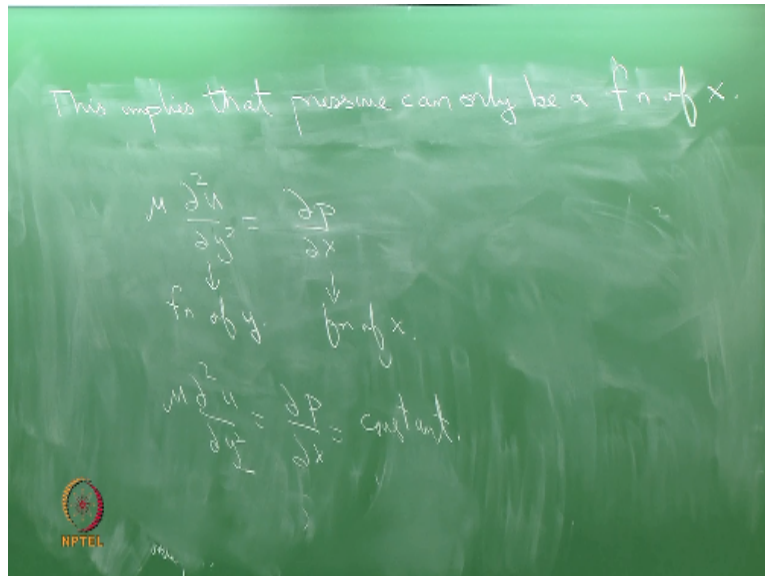 This implies that pressure can only be a fn of x.
μ ∂²u/∂y² = ∂p/∂x
↓ ↓
fn of y. fn of x.
μ ∂²u/∂y² = ∂p/∂x = constant.
NPTEL